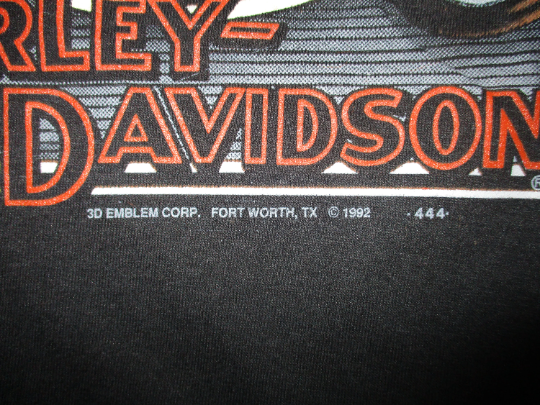 RLEY-
DAVIDSON
®
3D EMBLEM CORP. FORT WORTH, TX © 1992 · 444 ·